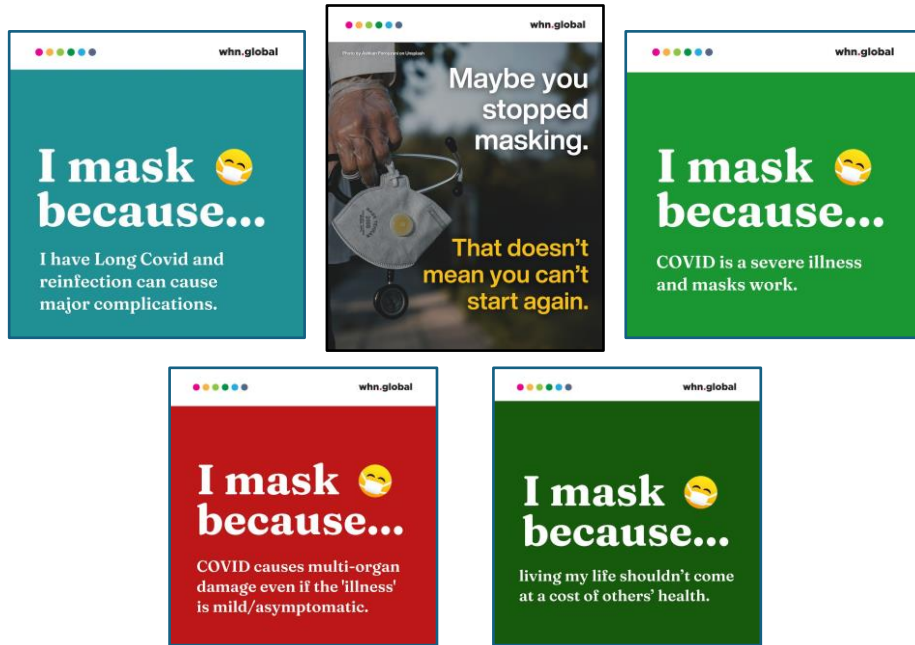 whn.global
I mask
because...
I have Long Covid and
reinfection can cause
major complications.
Maybe you
stopped
masking.
That doesn't
mean you can't
start again.
whn.global
I mask
because...
COVID is a severe illness
and masks work.
whn.global
I mask
because...
COVID causes multi-organ
damage even if the 'illness'
is mild/asymptomatic.
whn.global
I mask
because...
living my life shouldn’t come
at a cost of others’ health.